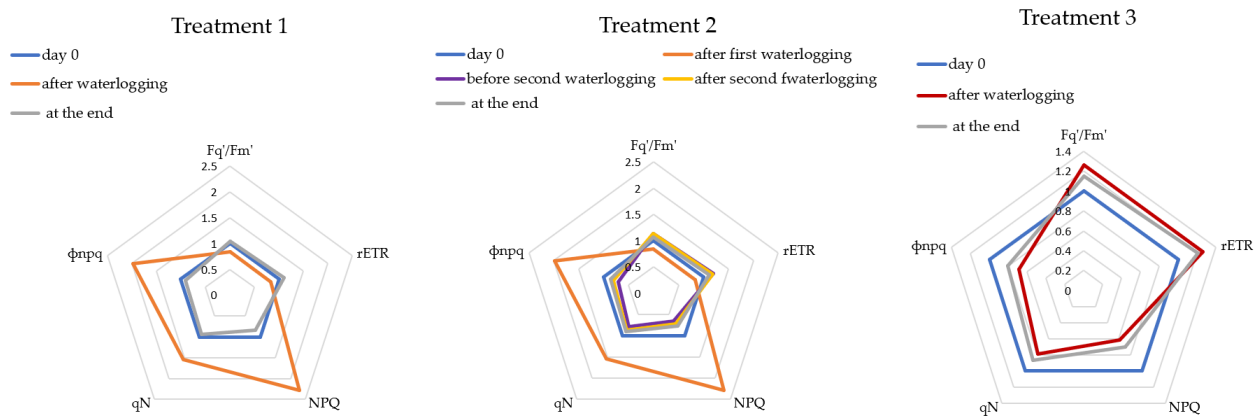 Treatment 1
day 0
after waterlogging
at the end
Fq'/Fm'
2.5
2
1.5
1
0.5
0
rETR
NPQ
qN
ϕnpq
Treatment 2
day 0
after first waterlogging
before second waterlogging
after second fwaterlogging
at the end
Fq'/Fm'
2.5
2
1.5
1
0.5
0
rETR
NPQ
qN
ϕnpq
Treatment 3
day 0
after waterlogging
at the end
Fq'/Fm'
1.4
1.2
1
0.8
0.6
0.4
0.2
0
rETR
NPQ
qN
ϕnpq